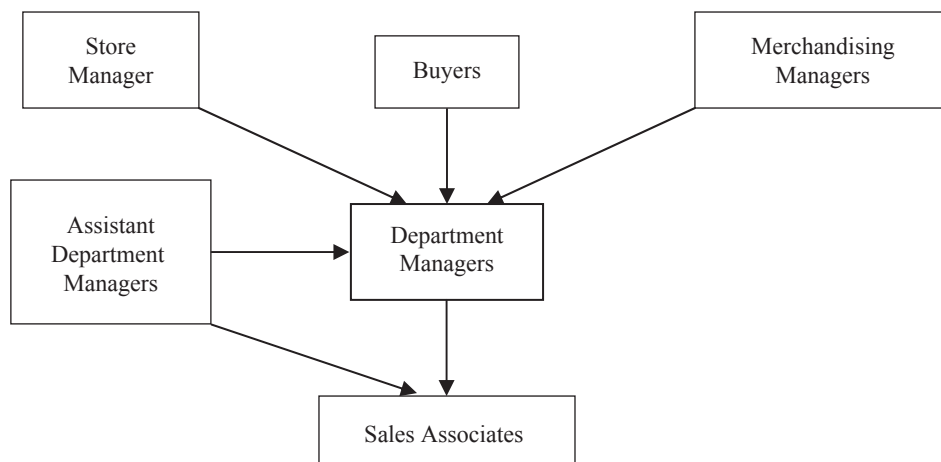 Store
Manager
Buyers
Merchandising
Managers
Assistant
Department
Managers
Department
Managers
Sales Associates